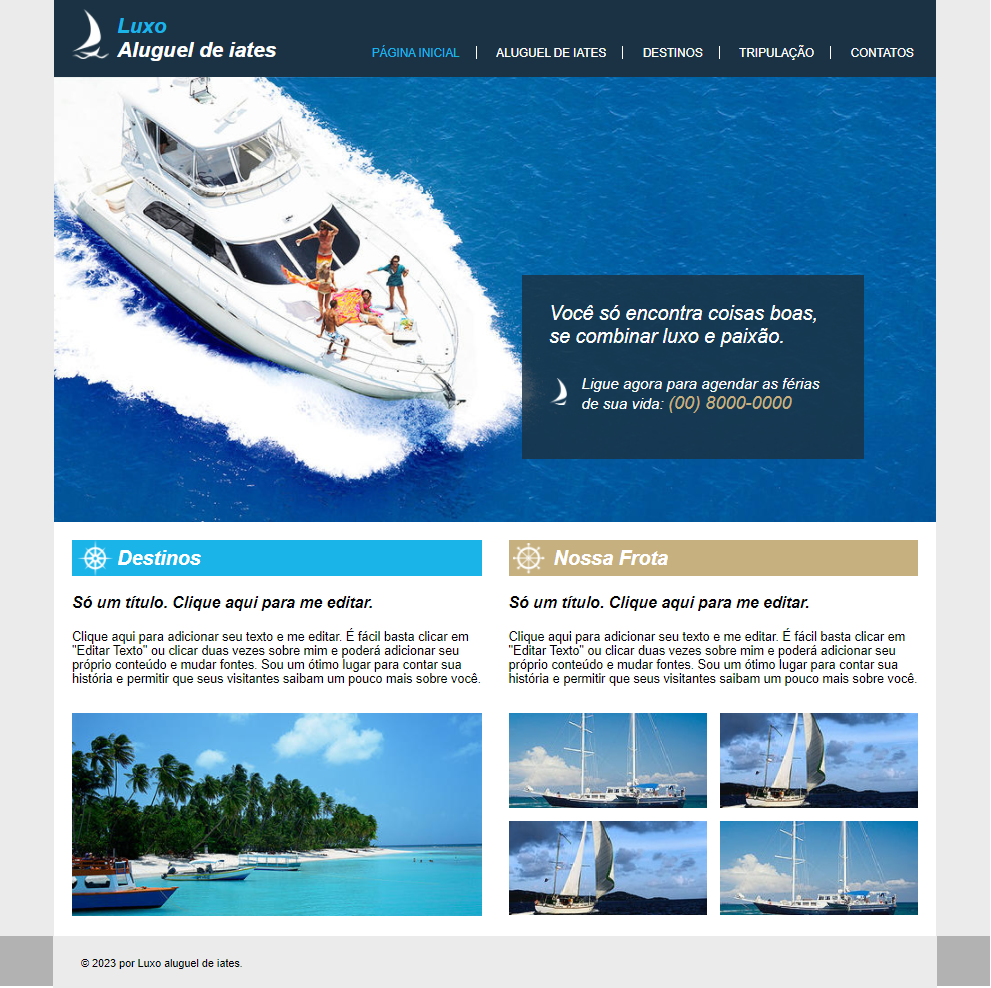 Luxo
Aluguel de iates
PÁGINA INICIAL | ALUGUEL DE IATES | DESTINOS | TRIPULAÇÃO | CONTATOS
Você só encontra coisas boas,
se combinar luxo e paixão.
Ligue agora para agendar as férias
de sua vida: (00) 8000-0000
Destinos
Só um título. Clique aqui para me editar.
Clique aqui para adicionar seu texto e me editar. É fácil basta clicar em
"Editar Texto" ou clicar duas vezes sobre mim e poderá adicionar seu
próprio conteúdo e mudar fontes. Sou um ótimo lugar para contar sua
história e permitir que seus visitantes saibam um pouco mais sobre você.
Nossa Frota
Só um título. Clique aqui para me editar.
Clique aqui para adicionar seu texto e me editar. É fácil basta clicar em
"Editar Texto" ou clicar duas vezes sobre mim e poderá adicionar seu
próprio conteúdo e mudar fontes. Sou um ótimo lugar para contar sua
história e permitir que seus visitantes saibam um pouco mais sobre você.
© 2023 por Luxo aluguel de iates.